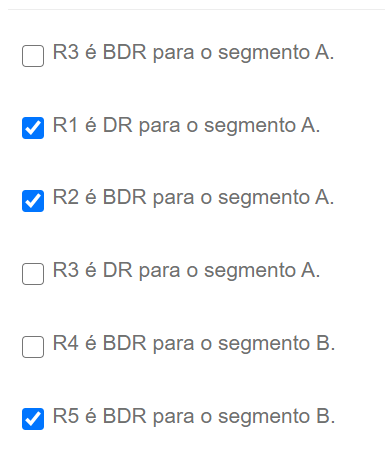 R3 é BDR para o segmento A.
R1 é DR para o segmento A.
R2 é BDR para o segmento A.
R3 é DR para o segmento A.
R4 é BDR para o segmento B.
R5 é BDR para o segmento B.